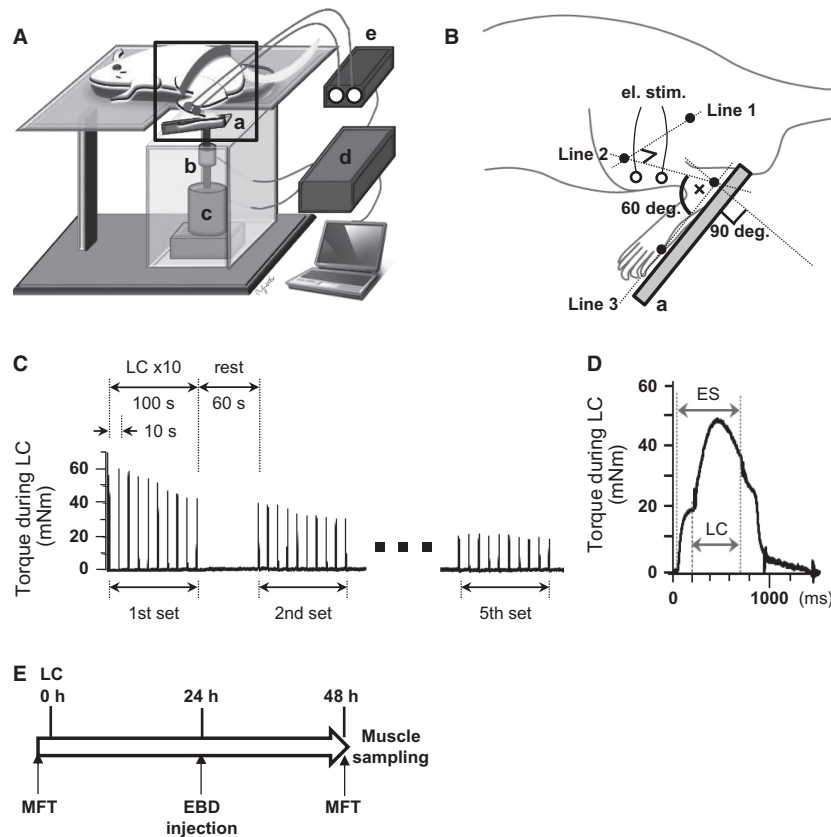 A
e
a
b
d
c
B
el. stim.
Line 1
Line 2
60 deg.
×
90 deg.
Line 3
a
C
LC x10
rest
100 s
60 s
10 s
Torque during LC
(mNm)
60
40
20
0
1st set
2nd set
5th set
D
Torque during LC
(mNm)
60
40
20
0
ES
LC
0
1000
(ms)
E
LC
0 h
24 h
48 h
Muscle
sampling
MFT
EBD
injection
MFT